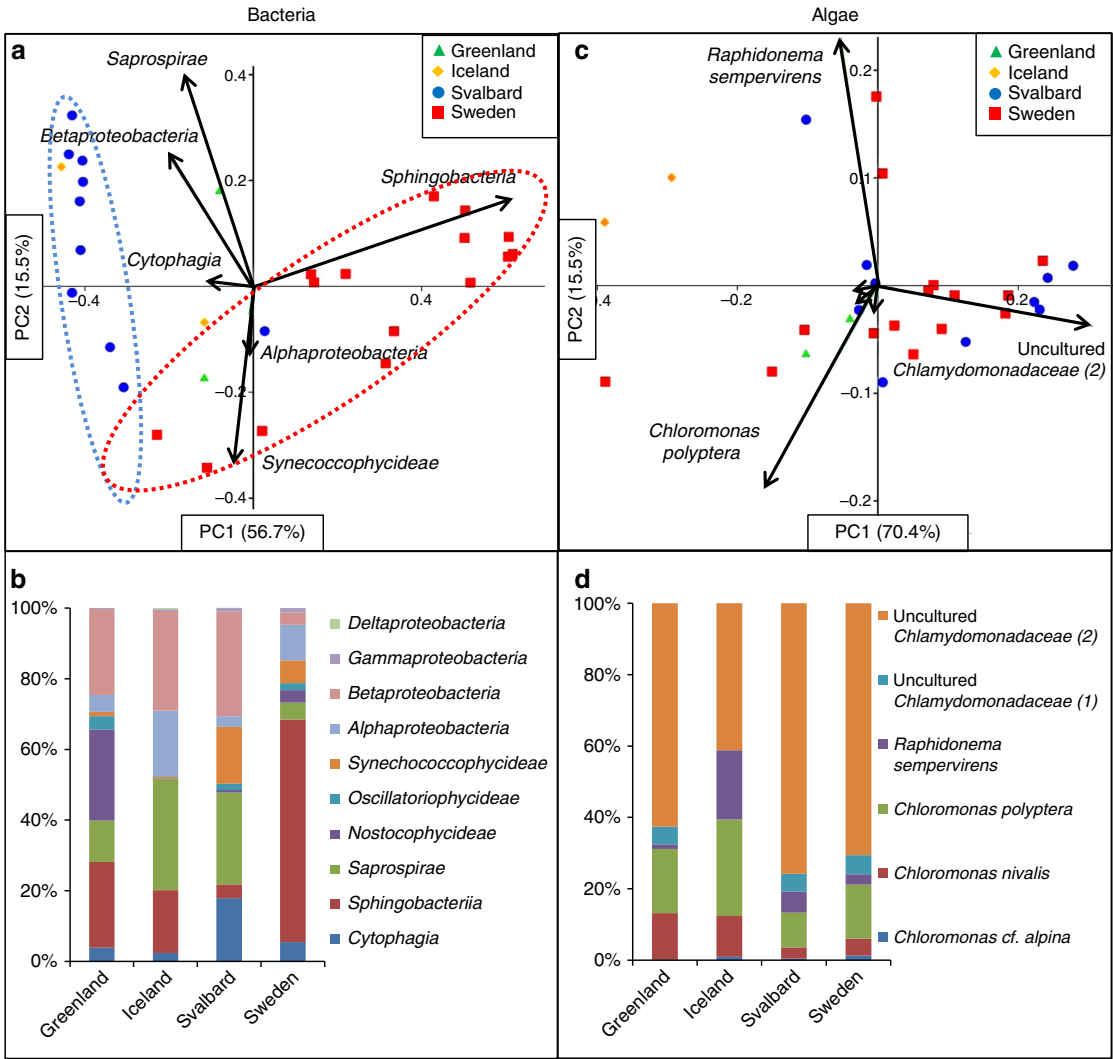 Bacteria
Algae
a
Saprospirae
0.4
Greenland
Iceland
Svalbard
Sweden
Betaproteobacteria
0.2
Sphingobacteria
Cytophagia
–0.4
0.4
Alphaproteobacteria
–0.2
Synecoccophycideae
–0.4
PC2 (15.5%)
PC1 (56.7%)
c
Raphidonema
sempervirens
0.2
Greenland
Iceland
Svalbard
Sweden
0.1
0.4
–0.2
0.2
Uncultured
Chlamydomonadaceae (2)
–0.1
Chloromonas
polyptera
–0.2
PC2 (15.5%)
PC1 (70.4%)
b
100%
80%
60%
40%
20%
0%
Greenland
Iceland
Svalbard
Sweden
Deltaproteobacteria
Gammaproteobacteria
Betaproteobacteria
Alphaproteobacteria
Synechococcophycideae
Oscillatoriophycideae
Nostocophycideae
Saprospirae
Sphingobacteriia
Cytophagia
d
100%
80%
60%
40%
20%
0%
Greenland
Iceland
Svalbard
Sweden
Uncultured
Chlamydomonadaceae (2)
Uncultured
Chlamydomonadaceae (1)
Raphidonema
sempervirens
Chloromonas polyptera
Chloromonas nivalis
Chloromonas cf. alpina